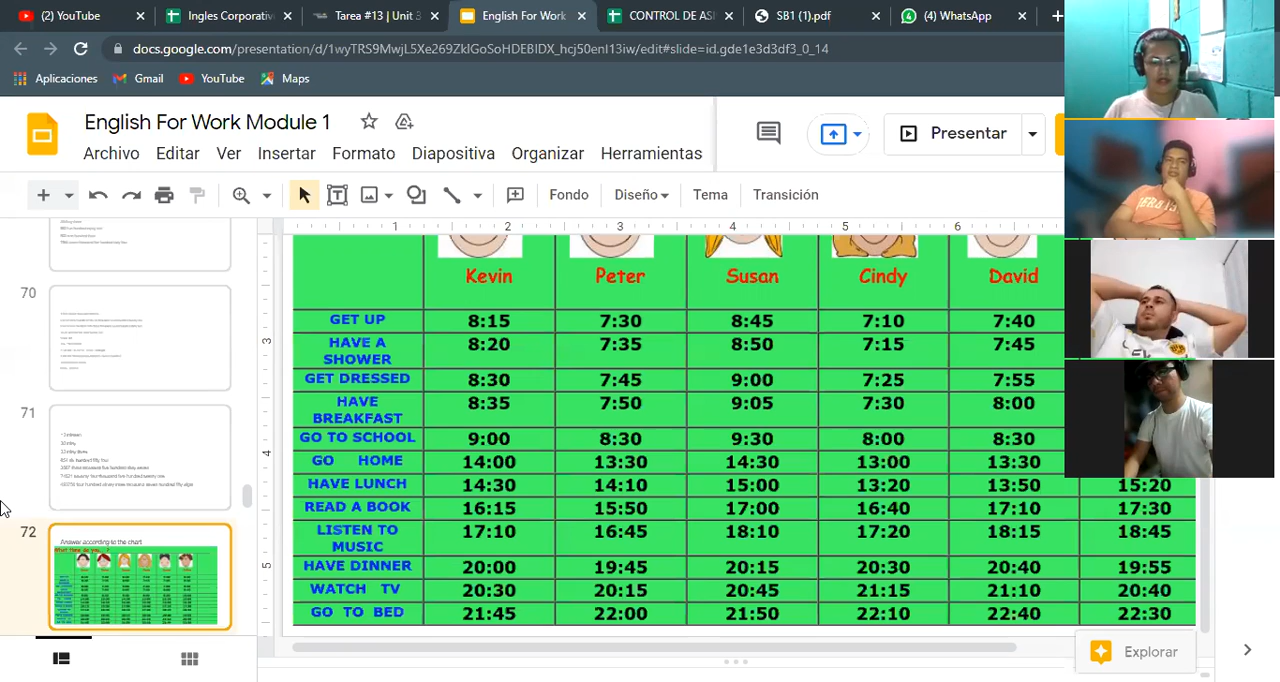 (2) YouTube
Ingles Corporativ
Tarea #13 | Unit 3
English For Work
CONTROL DE ASI
SB1 (1).pdf
(4) WhatsApp
docs.google.com/presentation/d/1wyTRS9MwjL5Xe269ZklGoSoHDEBIDX_hcj50enI13iw/edit#slide=id.gde1e3d3df3_0_14
Aplicaciones
Gmail
YouTube
Maps
English For Work Module 1
Archivo Editar Ver Insertar Formato Diapositiva Organizar Herramientas
Presentar
Fondo Diseño Tema Transición
1 2 3 4 5 6
3
4
5
70
71
72
Answer according to the chart
Kevin Peter Susan Cindy David
GET UP 8:15 7:30 8:45 7:10 7:40
HAVE A
SHOWER 8:20 7:35 8:50 7:15 7:45
GET DRESSED 8:30 7:45 9:00 7:25 7:55
HAVE
BREAKFAST 8:35 7:50 9:05 7:30 8:00
GO TO SCHOOL 9:00 8:30 9:30 8:00 8:30
GO HOME 14:00 13:30 14:30 13:00 13:30
HAVE LUNCH 14:30 14:10 15:00 13:20 13:50 15:20
READ A BOOK 16:15 15:50 17:00 16:40 17:10 17:30
LISTEN TO
MUSIC 17:10 16:45 18:10 17:20 18:15 18:45
HAVE DINNER 20:00 19:45 20:15 20:30 20:40 19:55
WATCH TV 20:30 20:15 20:45 21:15 21:10 20:40
GO TO BED 21:45 22:00 21:50 22:10 22:40 22:30
Explorar